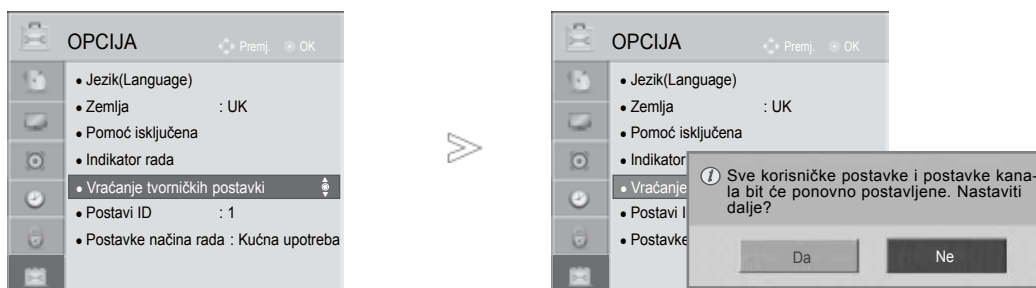 OPCIJA
Premj. OK
• Jezik(Language)
• Zemlja : UK
• Pomoć isključena
• Indikator rada
• Vraćanje tvorničkih postavki
• Postavi ID : 1
• Postavke načina rada : Kućna upotreba
OPCIJA
Premj. OK
• Jezik(Language)
• Zemlja : UK
• Pomoć isključena
• Indikator
• Vraćanje
• Postavi I
• Postavke
Sve korisničke postavke i postavke kana-
la bit će ponovno postavljene. Nastaviti
dalje?
Da
Ne